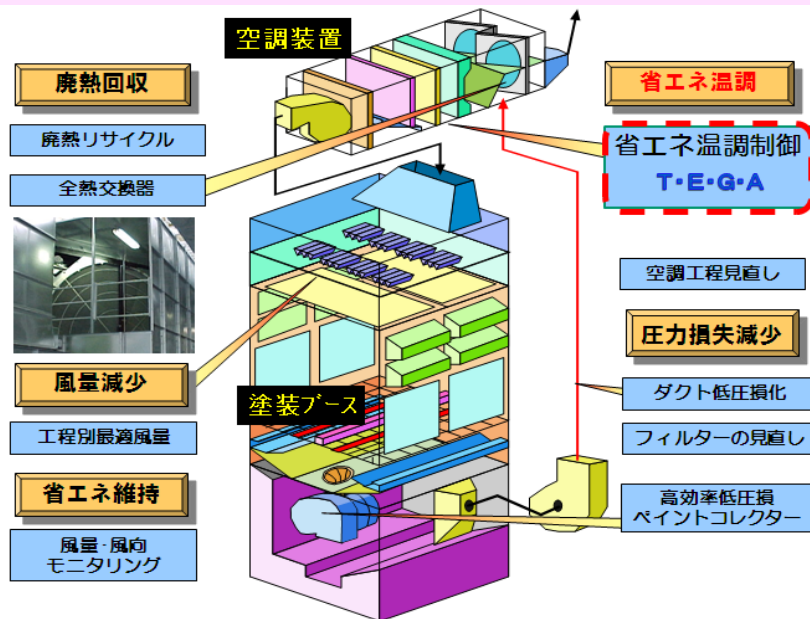 空調装置
廃熱回収
廃熱リサイクル
全熱交換器
風量減少
工程別最適風量
省エネ維持
風量・風向
モニタリング
塗装ブース
省エネ温調
省エネ温調制御
T・E・G・A
空調工程見直し
圧力損失減少
ダクト低圧損化
フィルターの見直し
高効率低圧損
ペイントコレクター